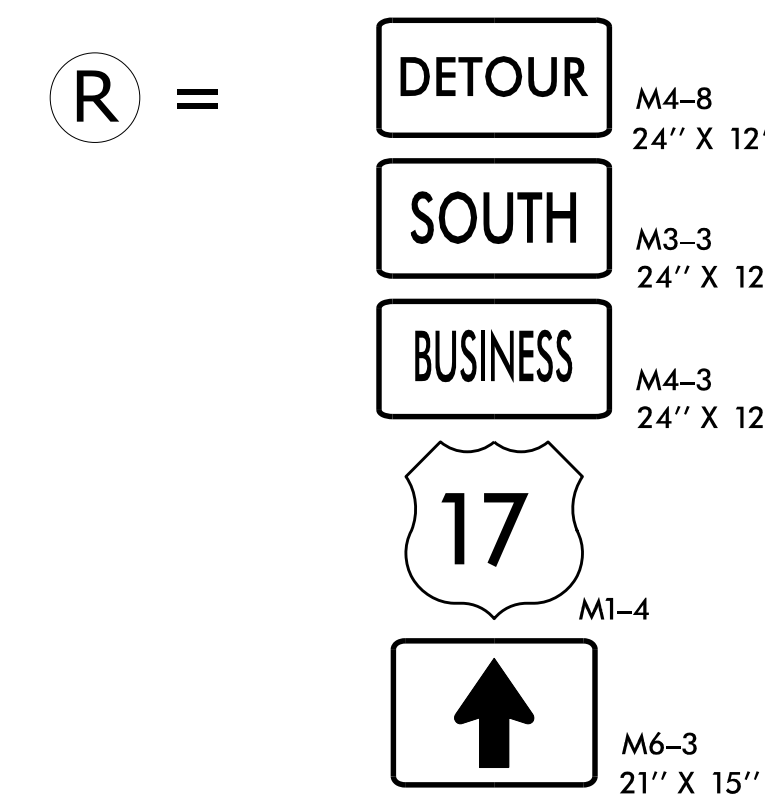 R =
DETOUR
M4–8
24'' X 12'
SOUTH
M3–3
24'' X 12
BUSINESS
M4–3
24'' X 12
17
M1–4
M6–3
21'' X 15''